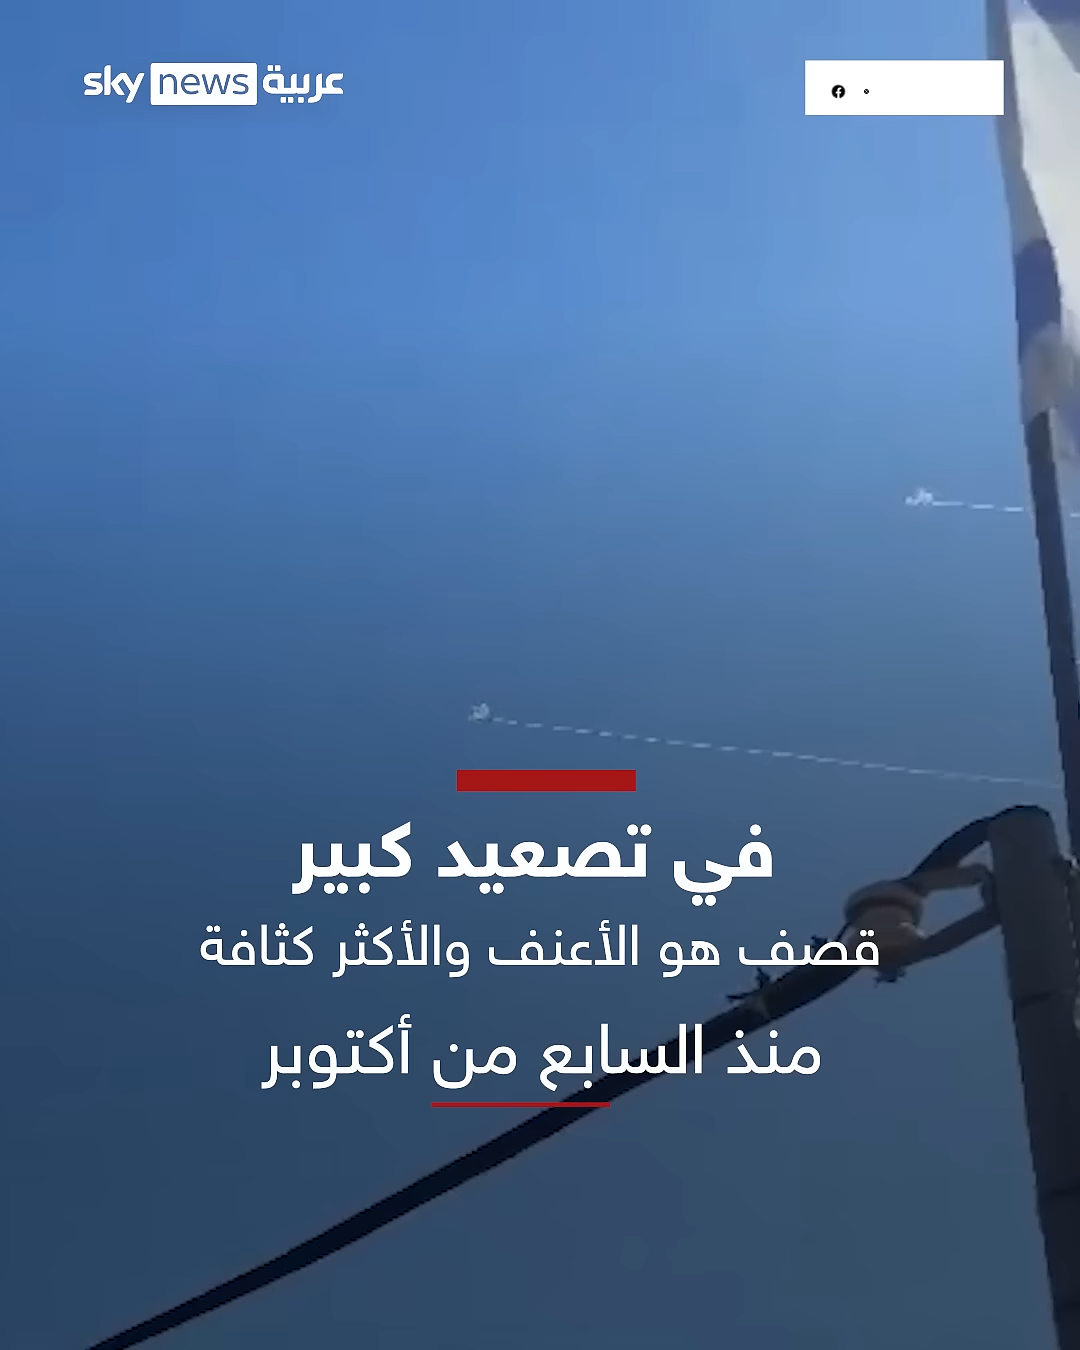 sky news عربية
في تصعيد كبير
قصف هو الأعنف والأكثر كثافة
منذ السابع من أكتوبر